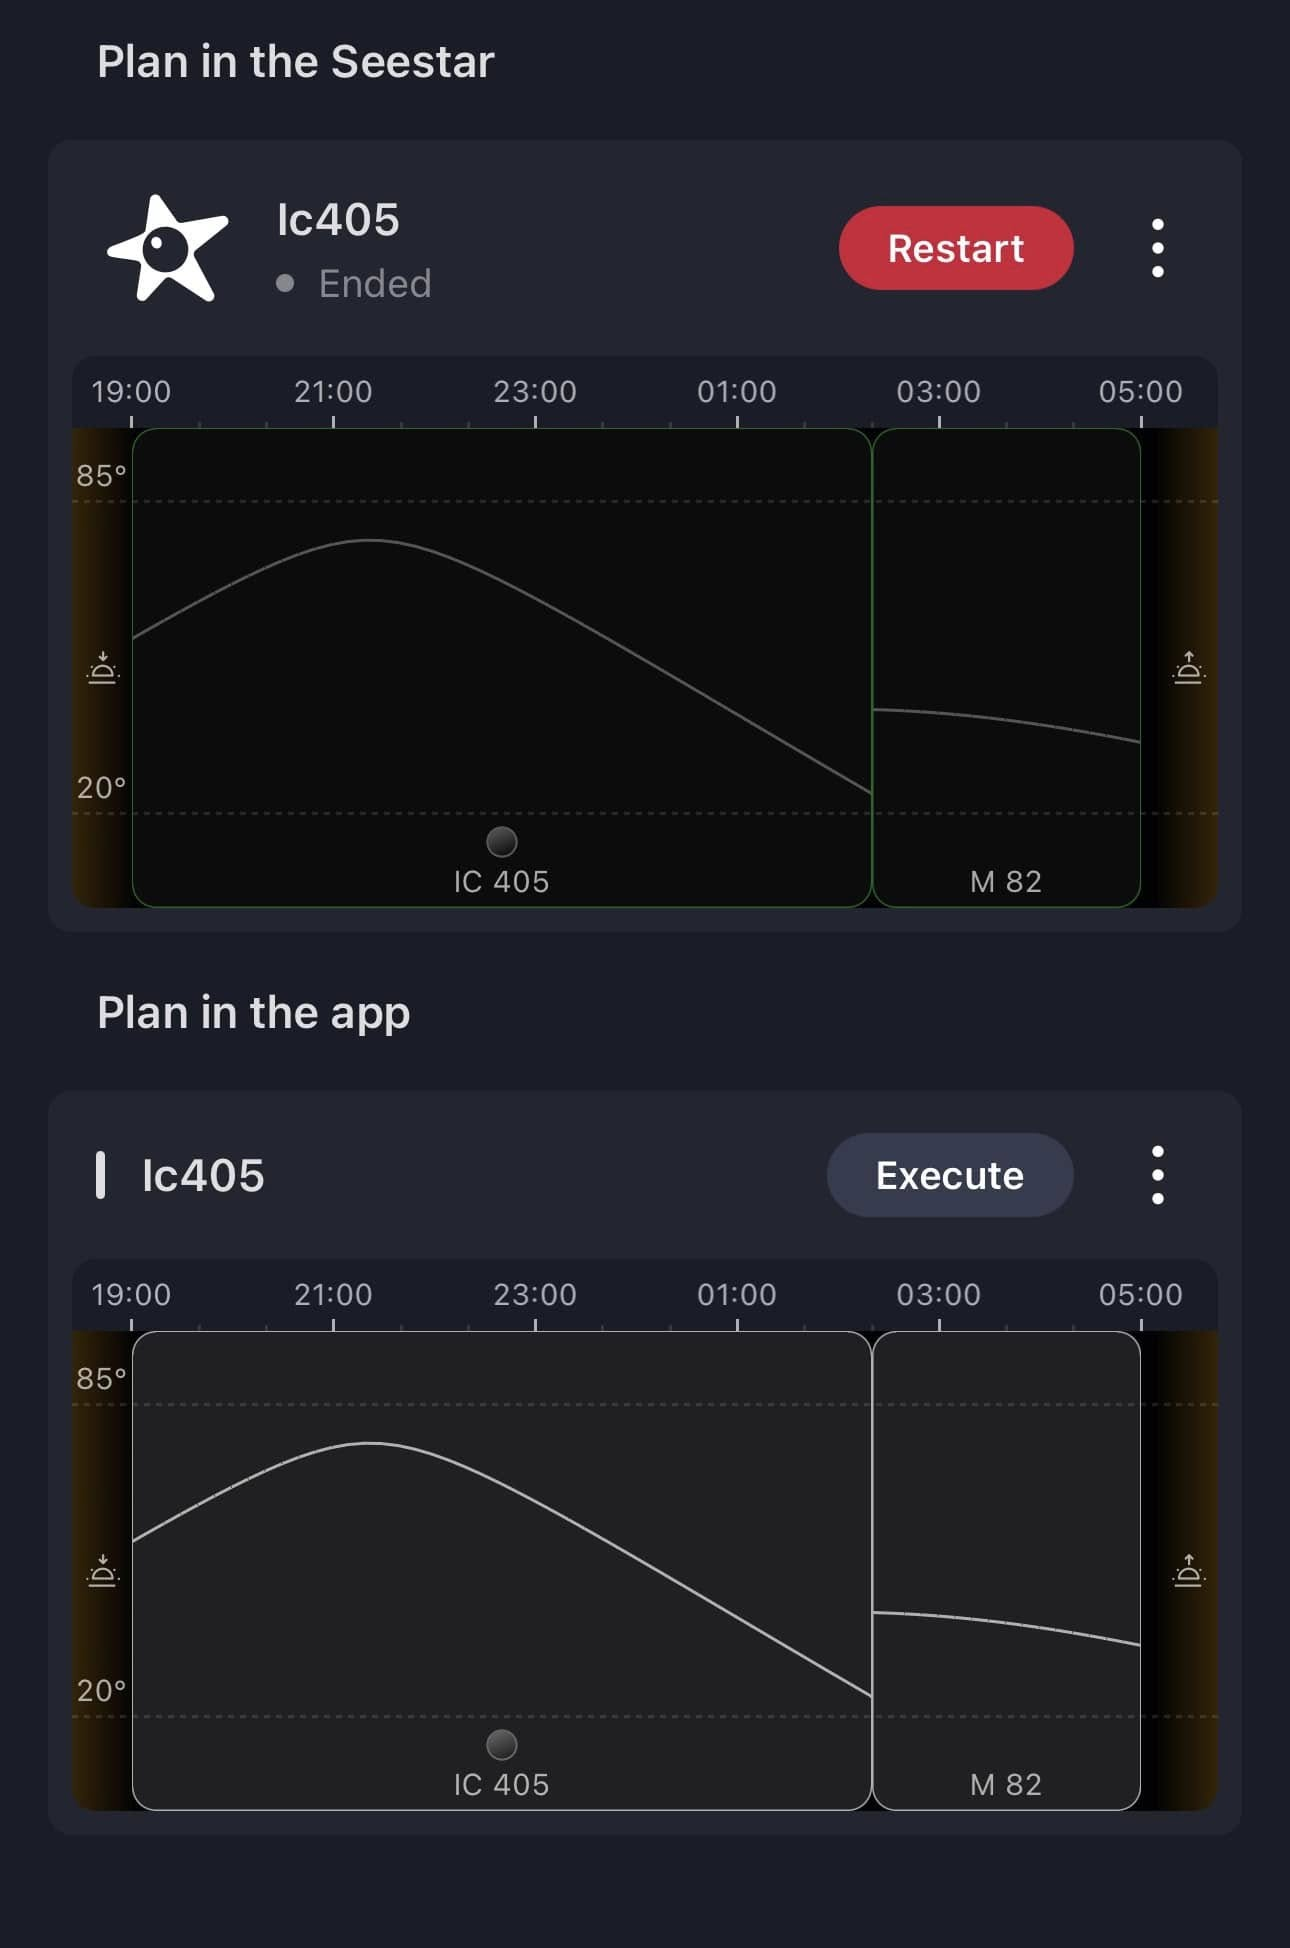 Plan in the Seestar
Ic405
Restart
Ended
19:00 21:00 23:00 01:00 03:00 05:00
85°
20°
IC 405 M 82
Plan in the app
Ic405
Execute
19:00 21:00 23:00 01:00 03:00 05:00
85°
20°
IC 405 M 82